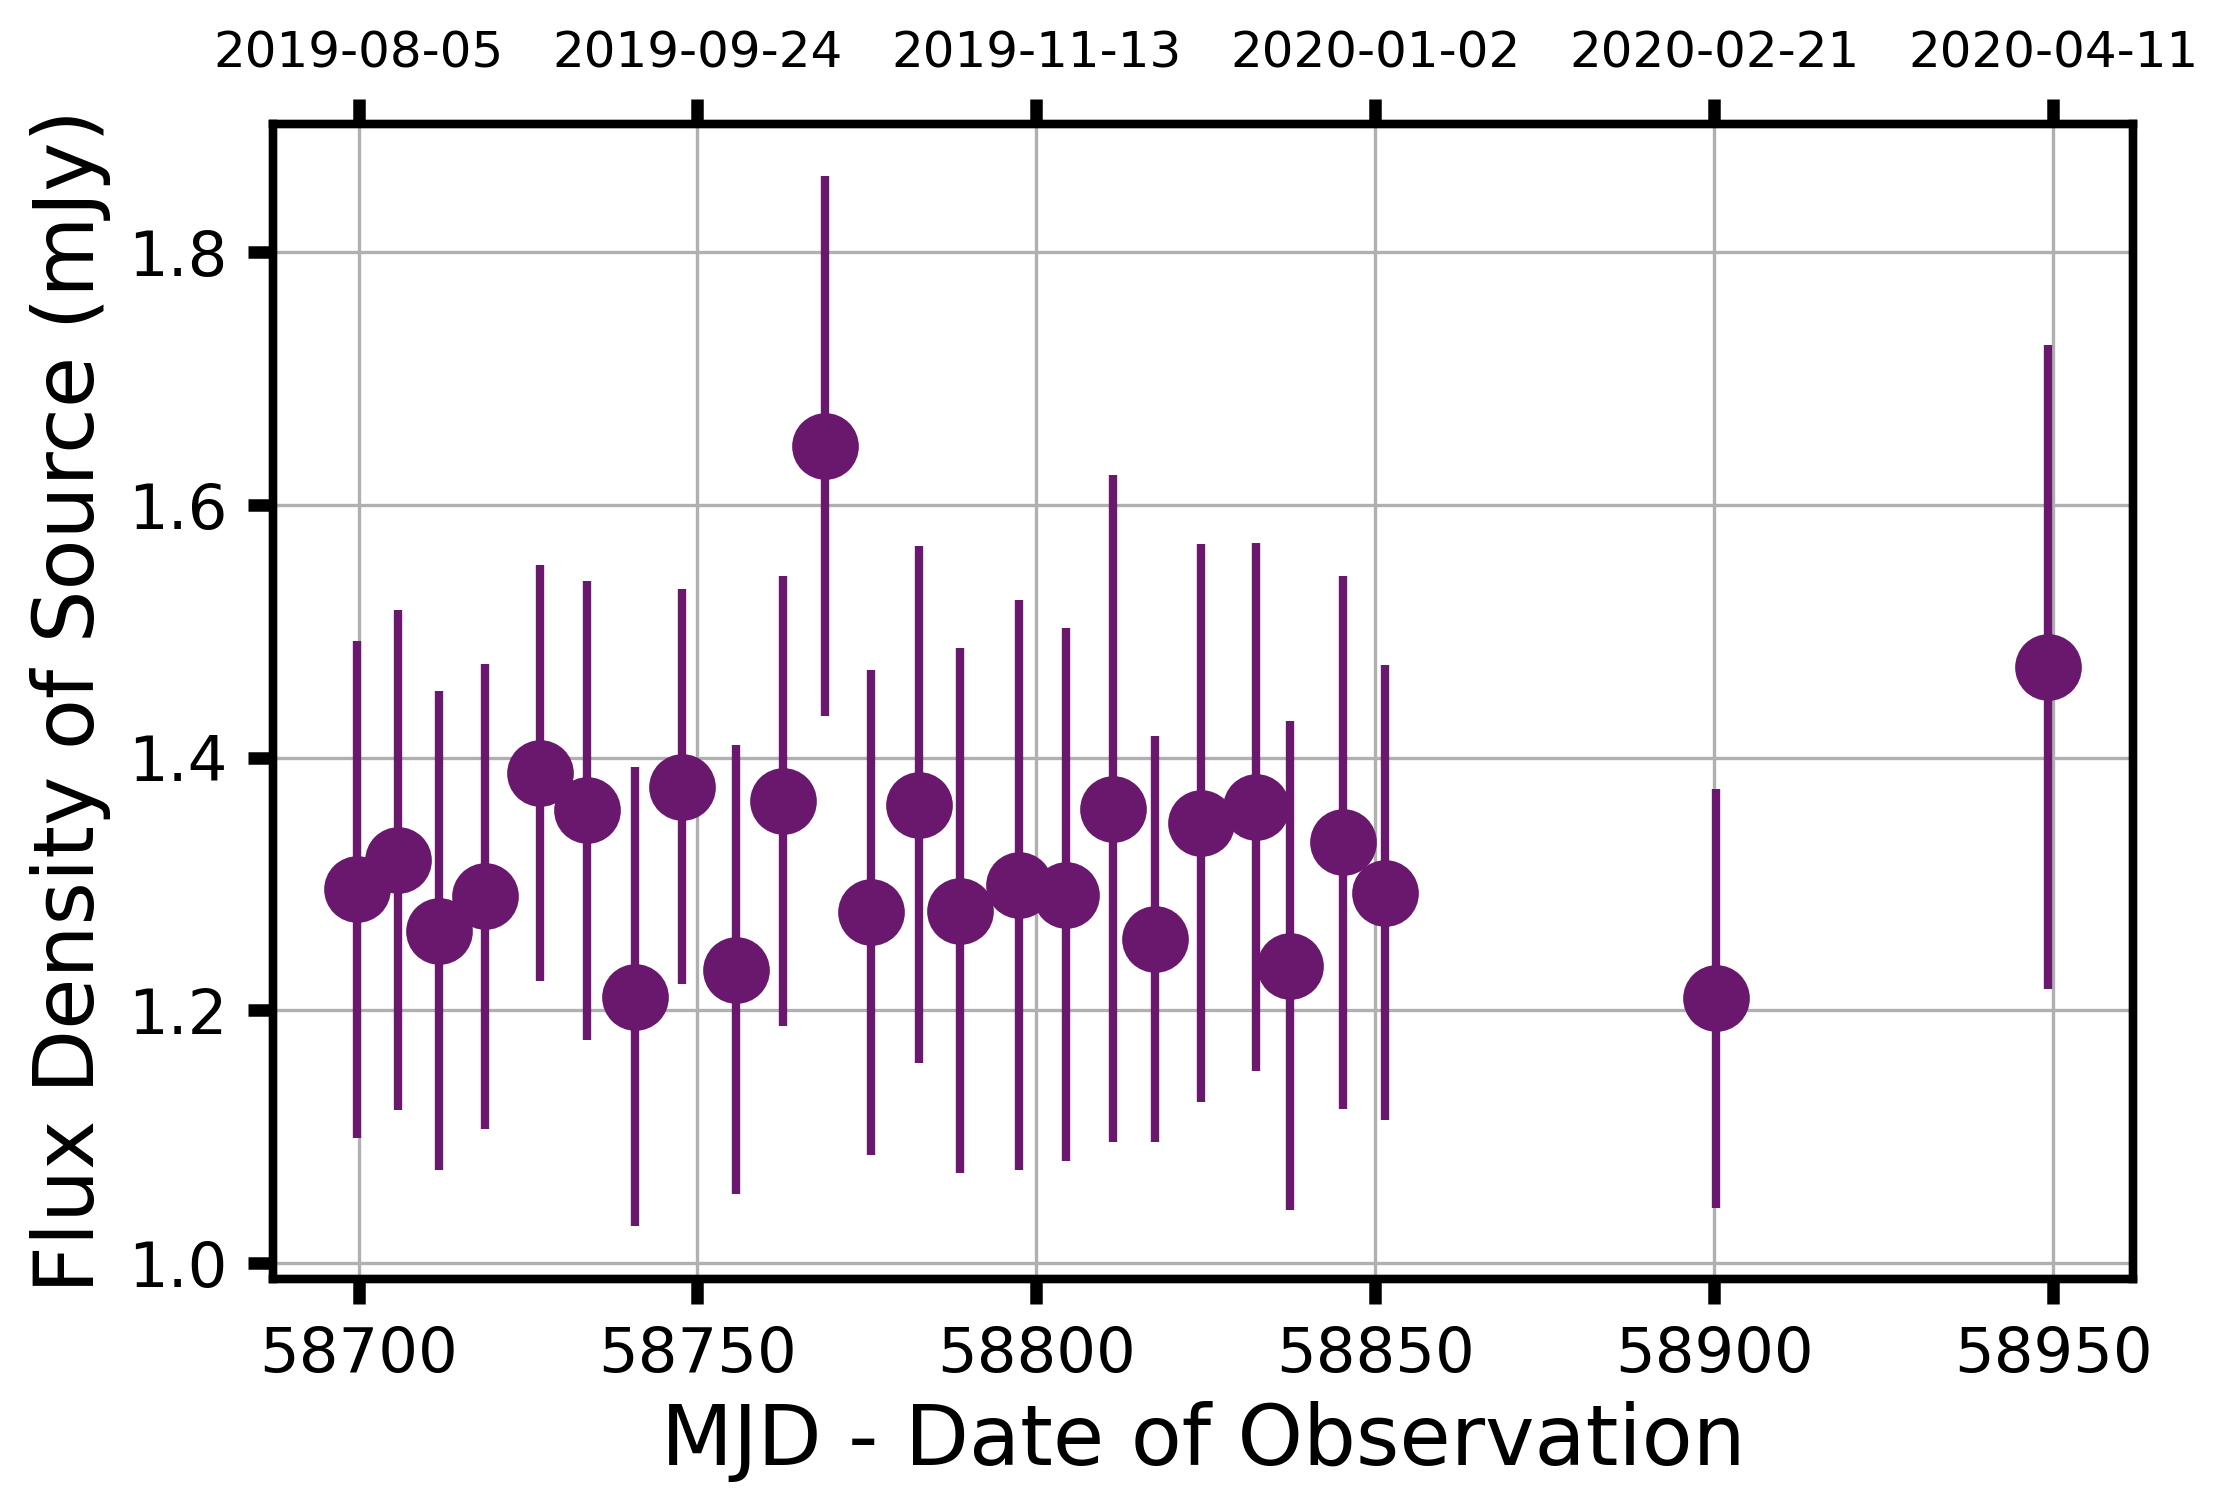 2019-08-05 2019-09-24 2019-11-13 2020-01-02 2020-02-21 2020-04-11
Flux Density of Source (mJy)
1.8
1.6
1.4
1.2
1.0
58700 58750 58800 58850 58900 58950
MJD - Date of Observation